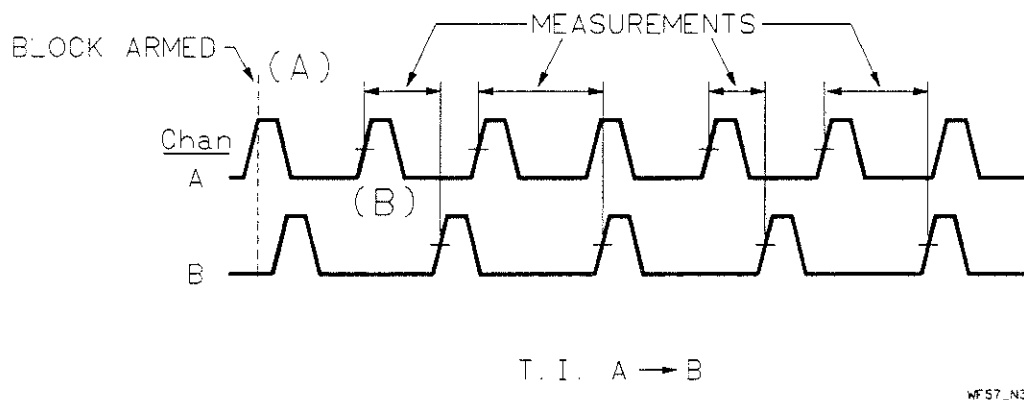 MEASUREMENTS
BLOCK ARMED
(A)
Chan
A
(B)
B
T.I. A → B
WFS7_N3